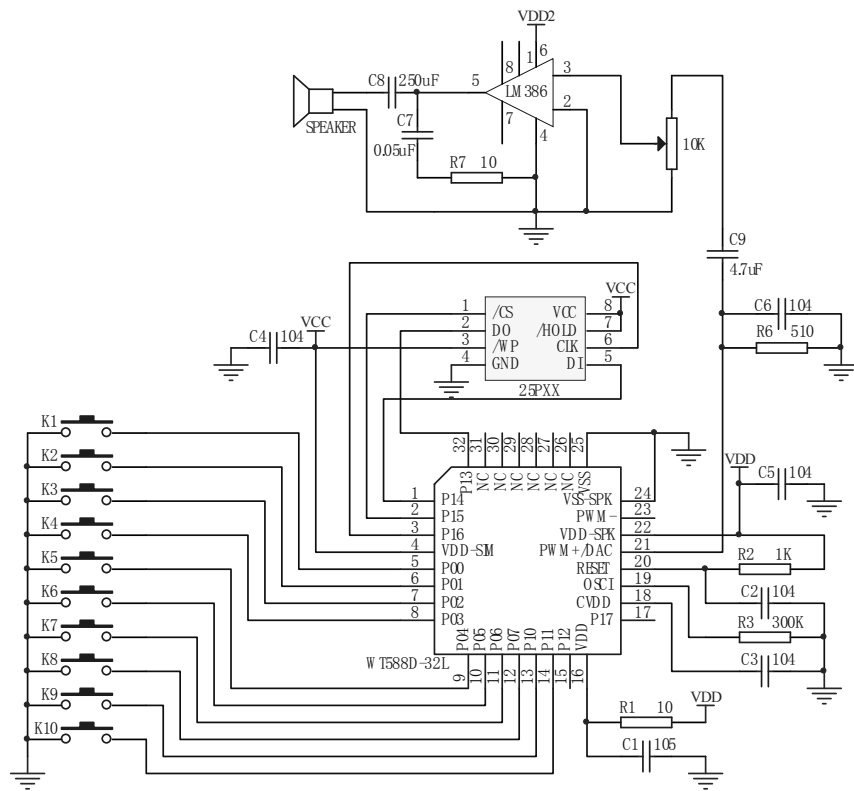 VDD2
6
1
8
3
C8 250uF
5
LM386
2
SPEAKER
C7
7
4
0.05uF
R7 10
10K
C9
4.7uF
VCC
1 /CS VCC 8
2 DO /HOLD 7
3 /WP CLK 6
4 GND DI 5
25PXX
C4 104
VCC
C6 104
R6 510
K1
K2
K3
K4
K5
K6
K7
K8
K9
K10
32 31 30 29 28 27 26 25
P13 NC NC NC NC NC NC VSS
1 P14 VSS-SPK 24
2 P15 PWM- 23
3 P16 VDD-SPK 22
4 VDD-SIM PWM+/DAC 21
5 P00 RESET 20
6 P01 OSCI 19
7 P02 CVDD 18
8 P03 P17 17
P04 P05 P06 P07 P10 P11 P12 VDD
9 10 11 12 13 14 15 16
WT588D-32L
VDD
C5 104
R2 1K
C2 104
R3 300K
C3 104
VDD
R1 10
C1 105